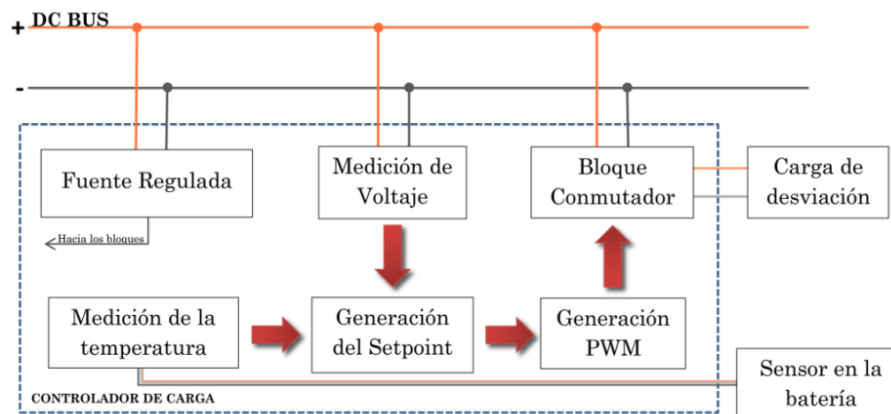 + DC BUS
-
Fuente Regulada
Hacia los bloques
Medición de
Voltaje
Bloque
Conmutador
Carga de
desviación
Medición de la
temperatura
Generación
del Setpoint
Generación
PWM
Sensor en la
batería
CONTROLADOR DE CARGA